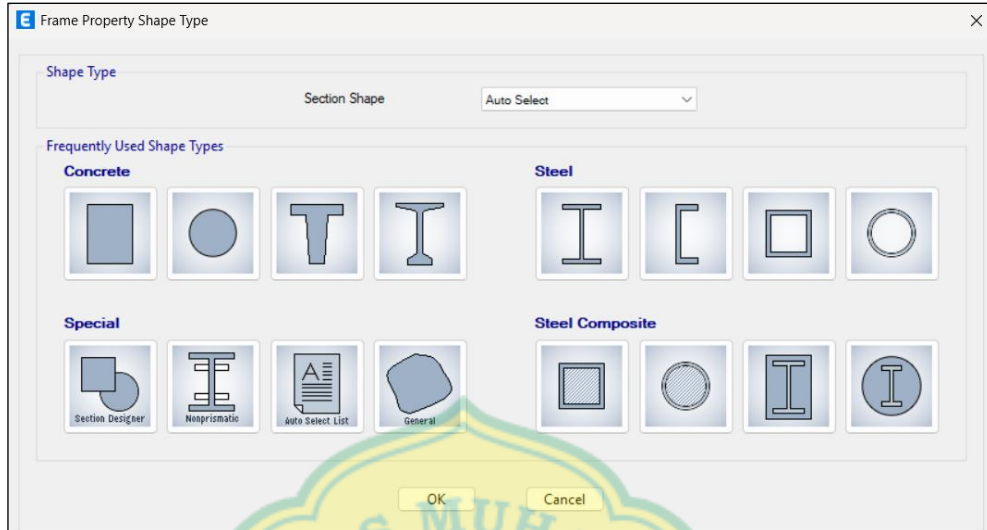 E Frame Property Shape Type
Shape Type
Section Shape Auto Select
Frequently Used Shape Types
Concrete Steel
Special Steel Composite
Section Designer Nonprismatic Auto Select List General
OK Cancel
S MUH